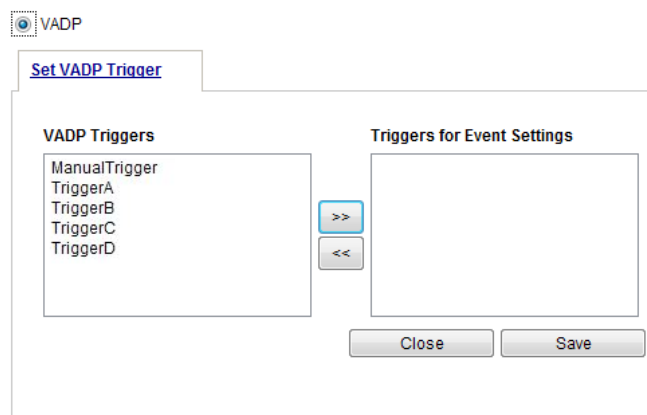 VADP
Set VADP Trigger
VADP Triggers
Triggers for Event Settings
ManualTrigger
TriggerA
TriggerB
TriggerC
TriggerD
>>
<<
Close
Save